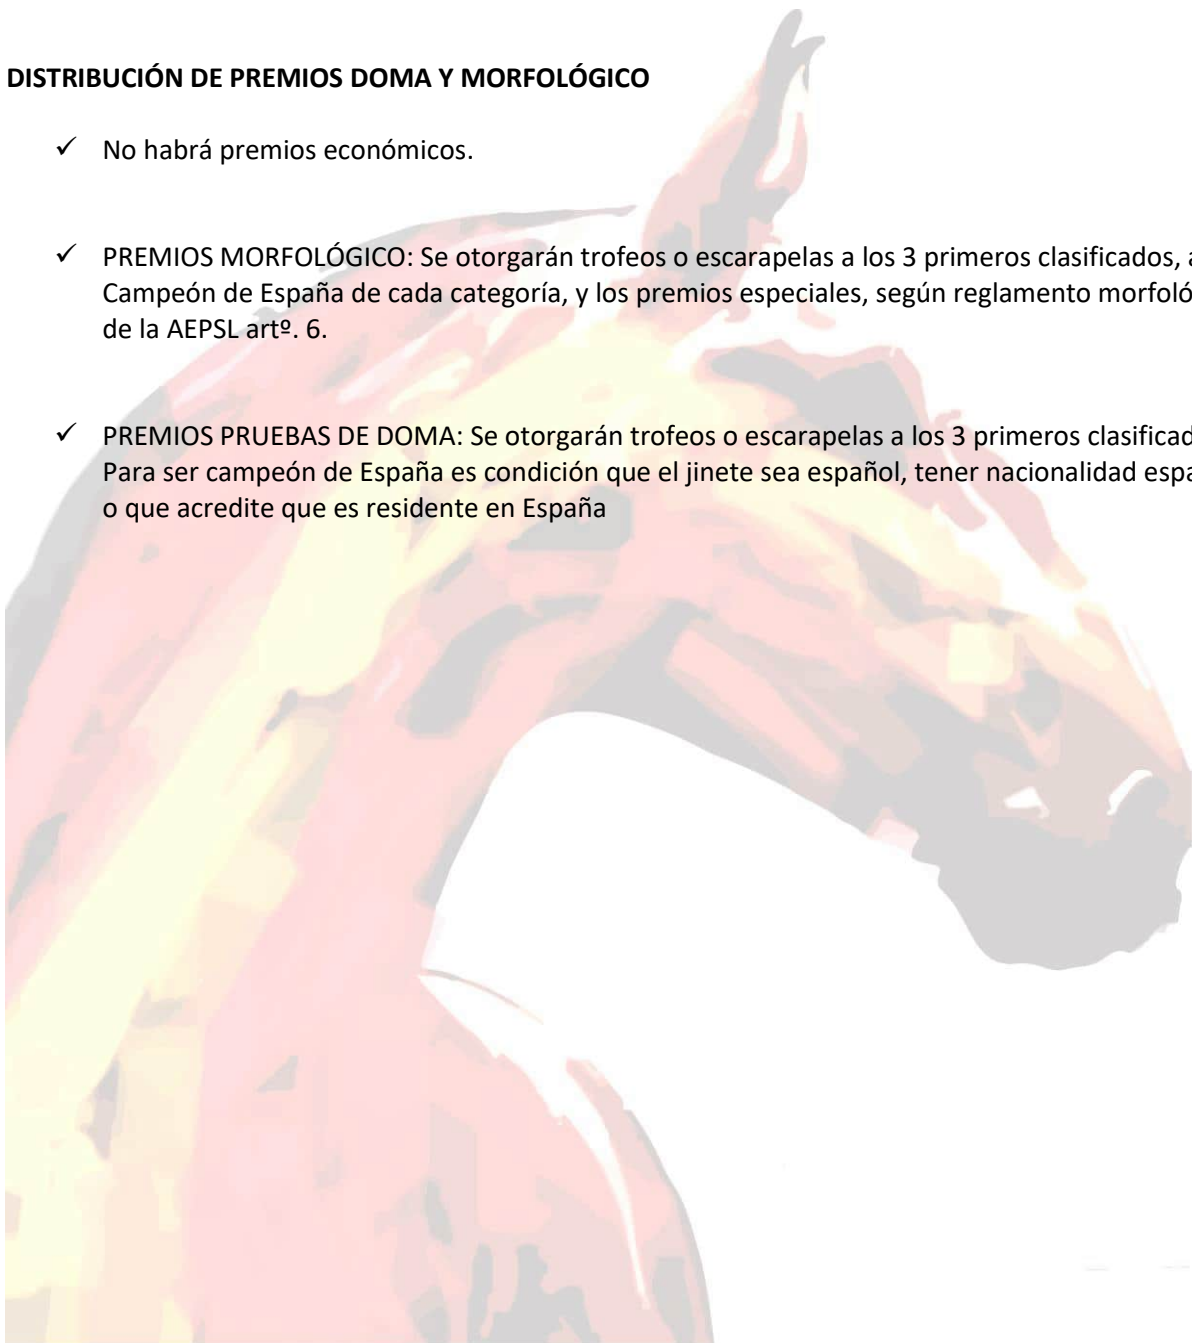 DISTRIBUCIÓN DE PREMIOS DOMA Y MORFOLÓGICO
✓ No habrá premios económicos.
✓ PREMIOS MORFOLÓGICO: Se otorgarán trofeos o escarapelas a los 3 primeros clasificados,
Campeón de España de cada categoría, y los premios especiales, según reglamento
de la AEPSL artº. 6.
✓ PREMIOS PRUEBAS DE DOMA: Se otorgarán trofeos o escarapelas a los 3 primeros
Para ser campeón de España es condición que el jinete sea español, tener nacionalidad
o que acredite que es residente en España